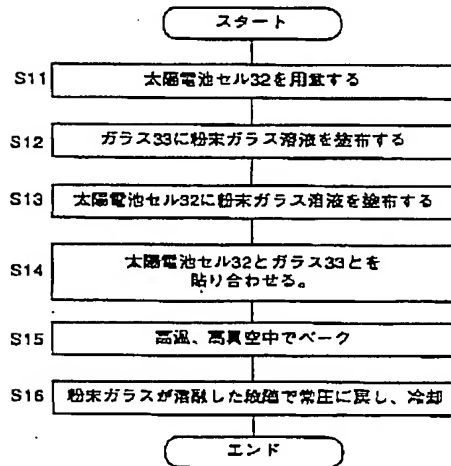 スタート
S11
太陽電池セル32を用意する
S12
ガラス33に粉末ガラス溶液を塗布する
S13
太陽電池セル32に粉末ガラス溶液を塗布する
S14
太陽電池セル32とガラス33とを
貼り合わせる。
S15
高温、高真空中でベーク
S16
粉末ガラスが溶融した段階で常圧に戻し、冷却
エンド